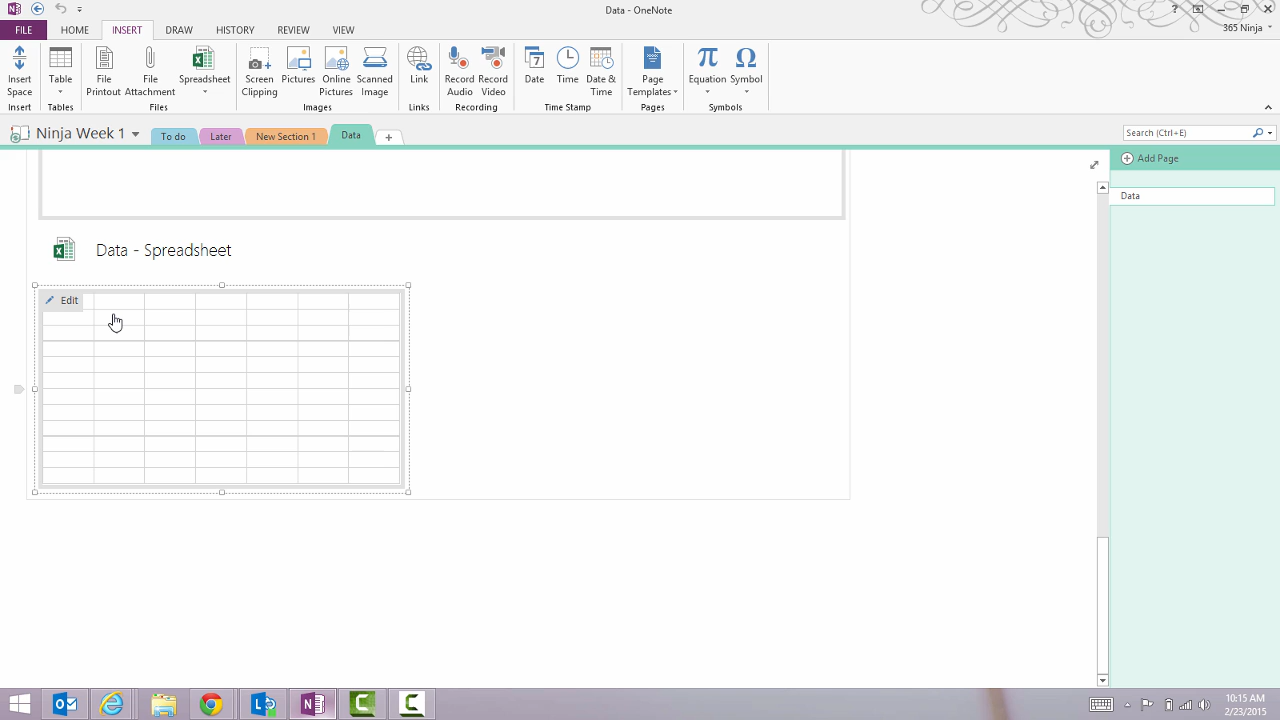 Data - OneNote
?
FILE HOME INSERT DRAW HISTORY REVIEW VIEW
365 Ninja
Insert Space
Table
File Printout
File Attachment
Spreadsheet
Screen Clipping
Pictures
Online Pictures
Scanned Image
Link
Record Audio
Record Video
7
Date
Time
Date & Time
Page Templates
π
Equation
Ω
Symbol
Insert Tables Files Images Links Recording Time Stamp Pages Symbols
Ninja Week 1 To do Later New Section 1 Data +
Search (Ctrl+E)
Add Page
Data
Data - Spreadsheet
Edit
10:15 AM
2/23/2015